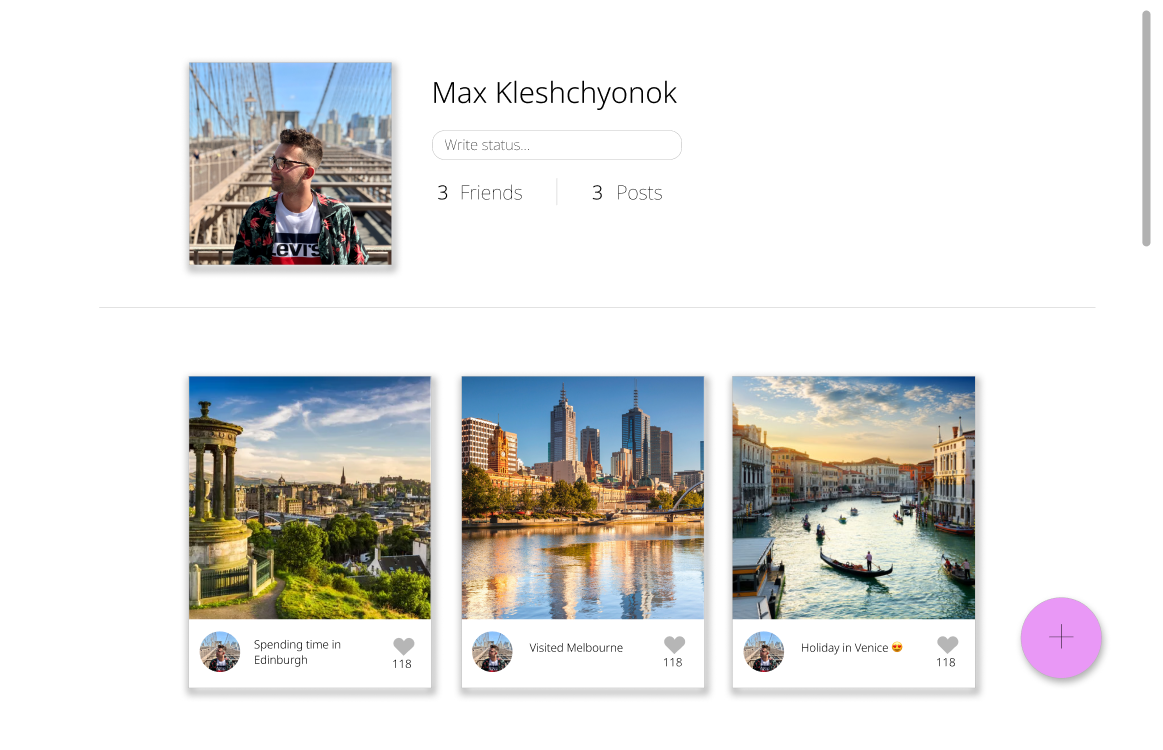 Max Kleshchyonok
Write status...
3 Friends
3 Posts
LEVI'S
Spending time in
Edinburgh
118
Visited Melbourne
118
Holiday in Venice 😍
118